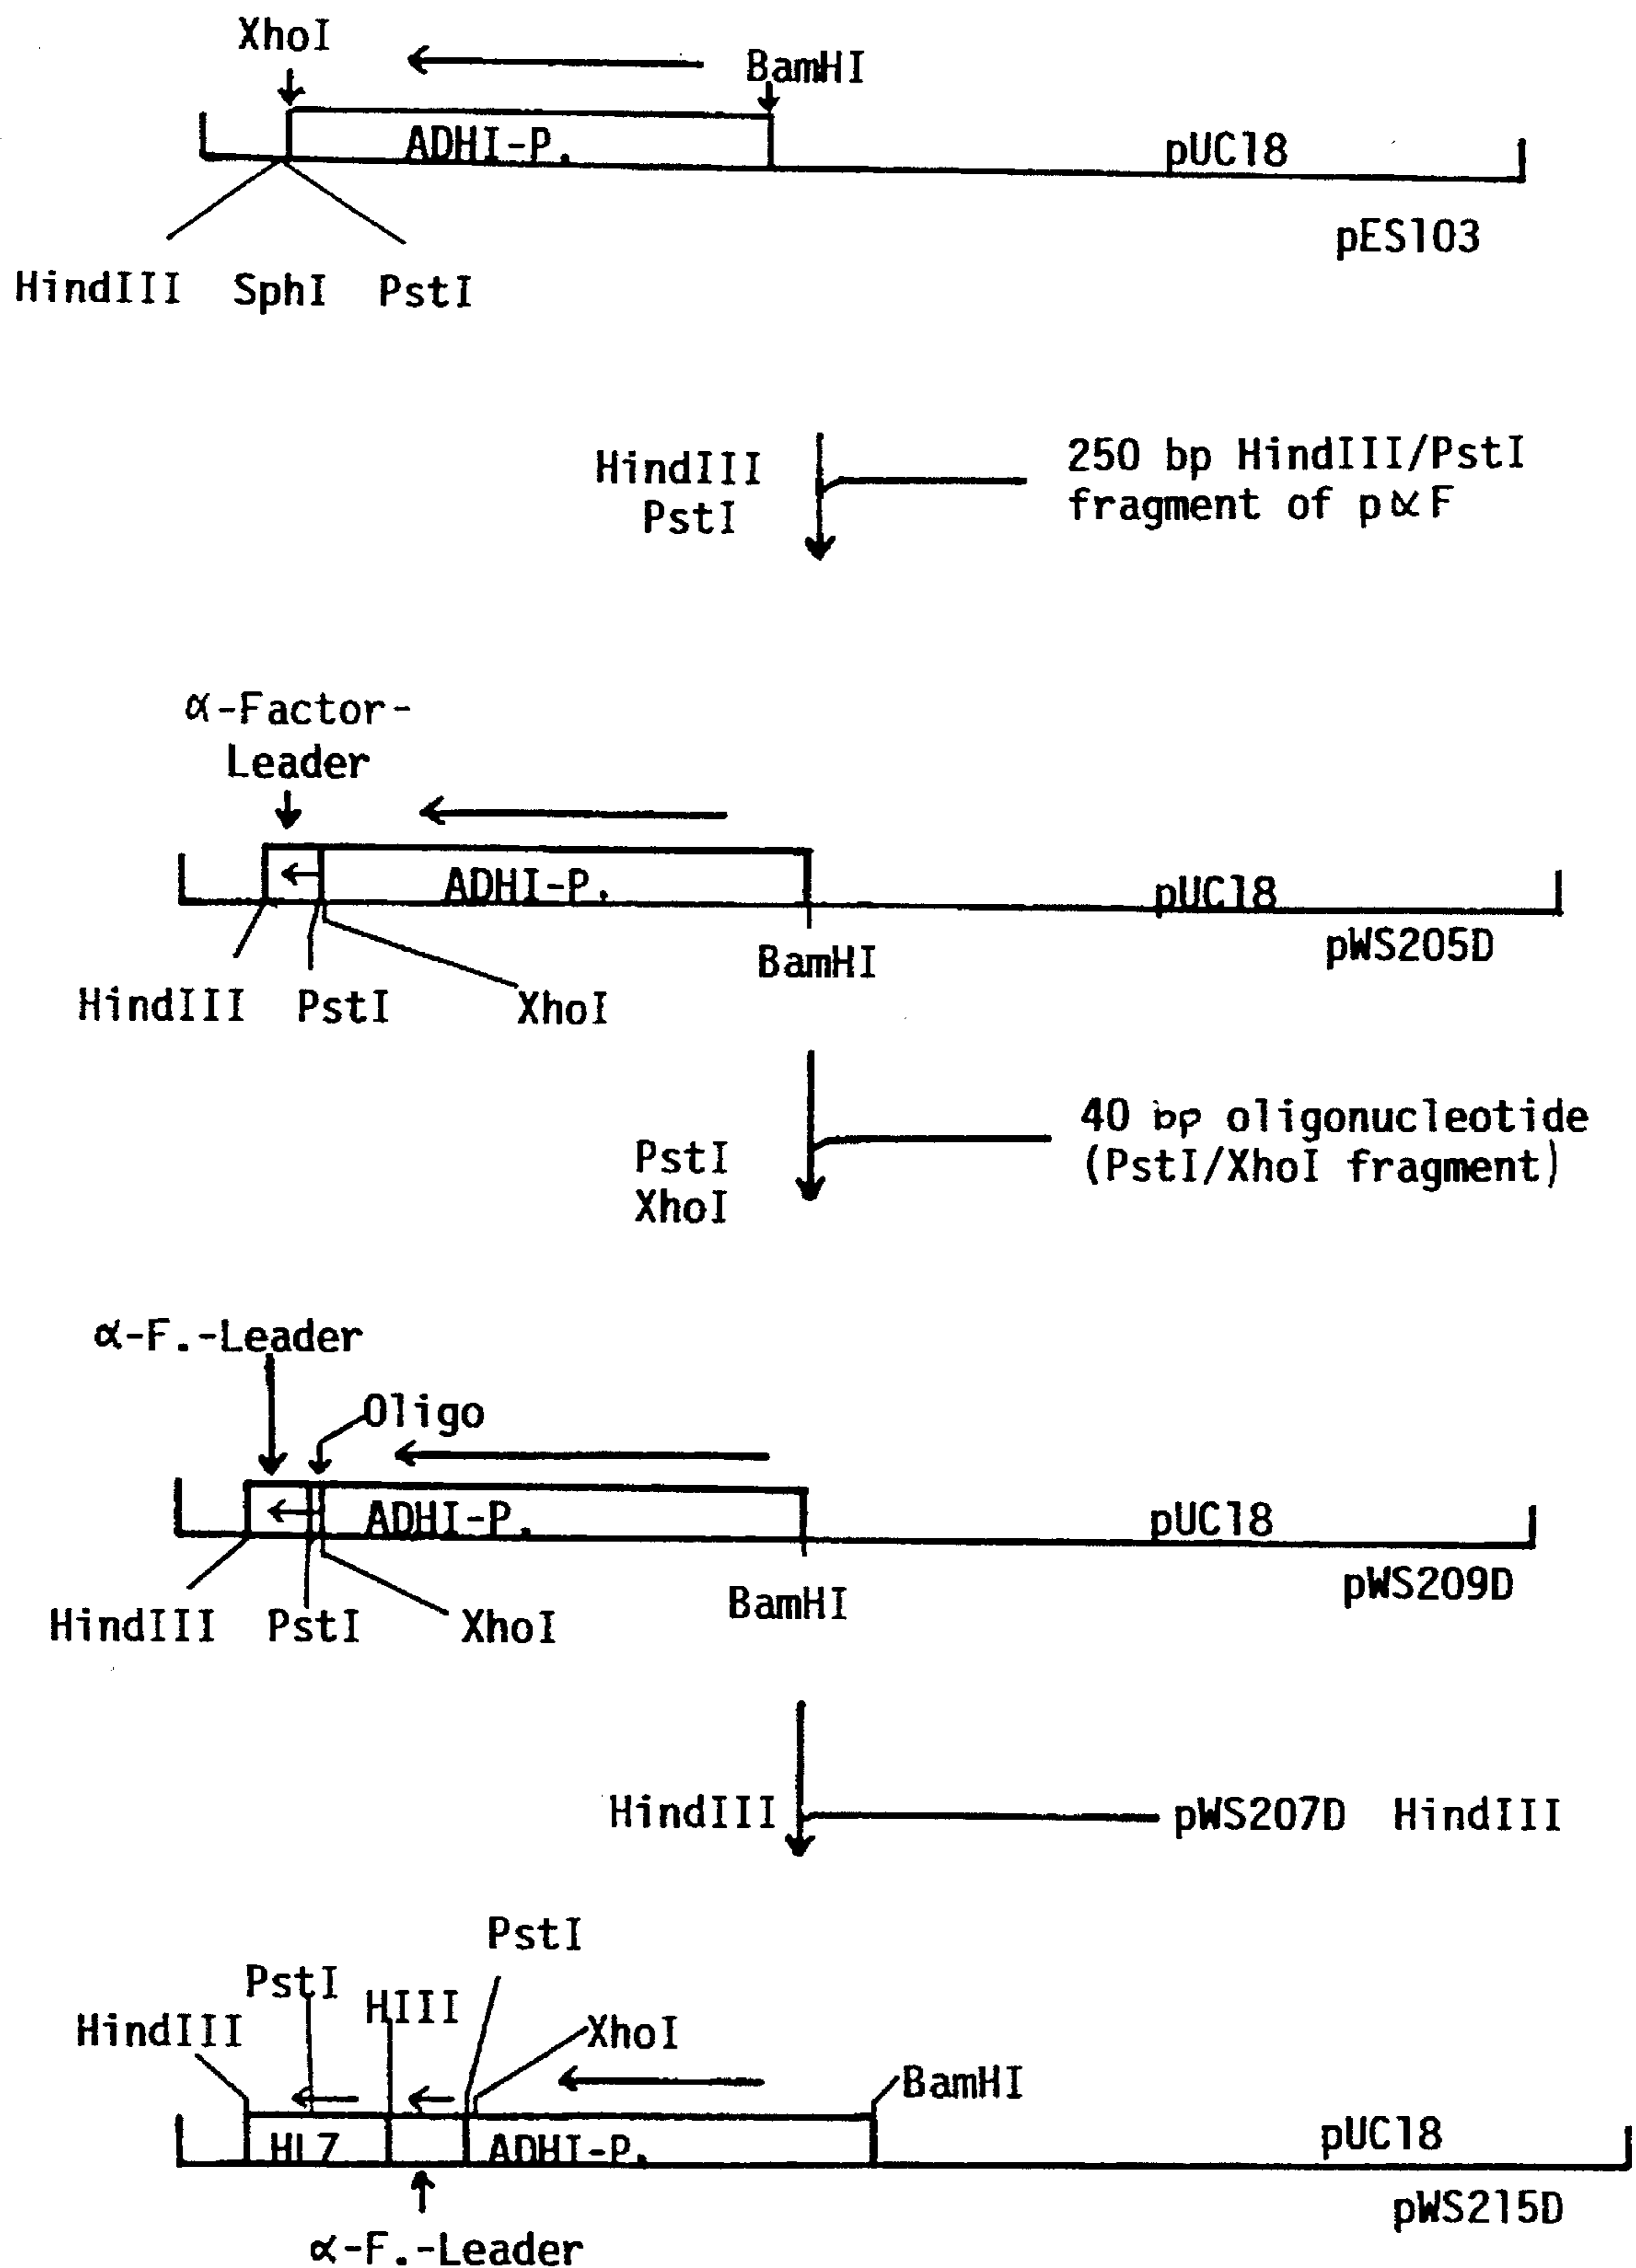 XhoI
BamHI
ADHI-P.
pUC18
pES103
HindIII SphI PstI
HindIII
PstI
250 bp HindIII/PstI
fragment of pαF
α-Factor-
Leader
ADHI-P.
pUC18
pWS205D
BamHI
HindIII PstI XhoI
PstI
XhoI
40 bp oligonucleotide
(PstI/XhoI fragment)
α-F.-Leader
Oligo
ADHI-P.
pUC18
pWS209D
BamHI
HindIII PstI XhoI
HindIII
pWS207D HindIII
PstI
PstI
HIII
HindIII
XhoI
BamHI
HL7
ADHI-P.
pUC18
pWS215D
α-F.-Leader